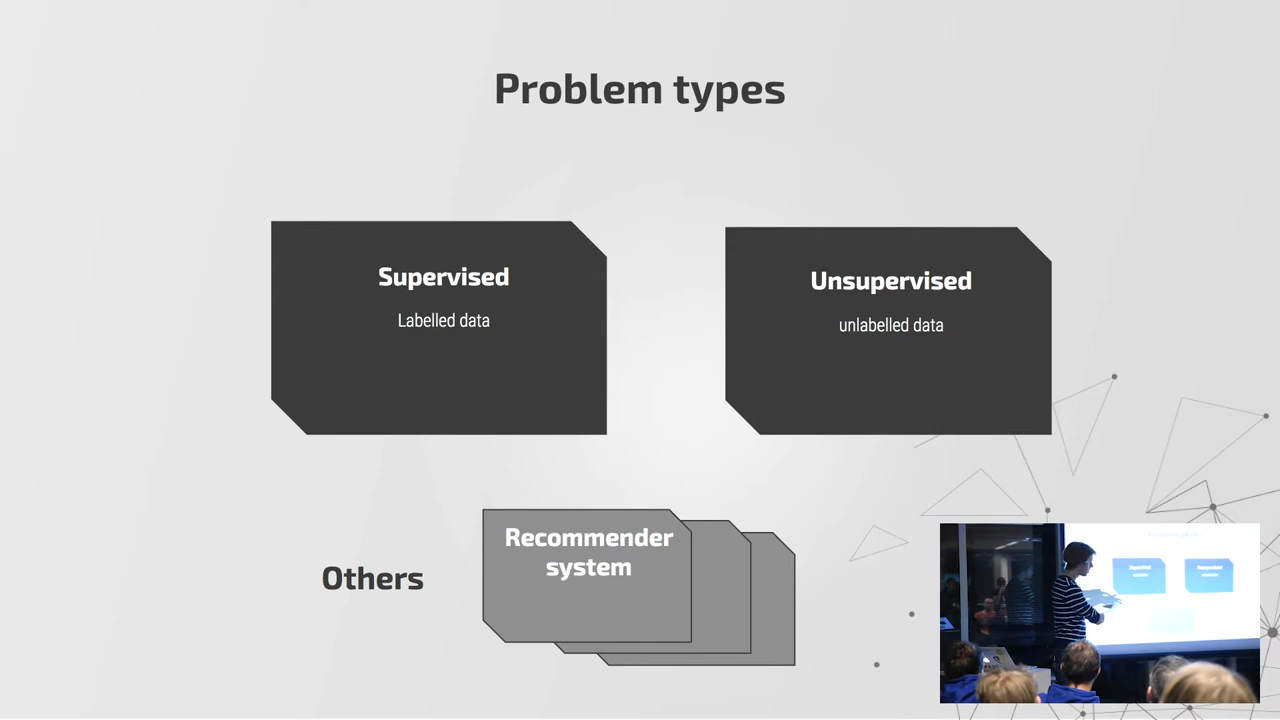 Problem types
Supervised
Labelled data
Unsupervised
unlabelled data
Others
Recommender
system